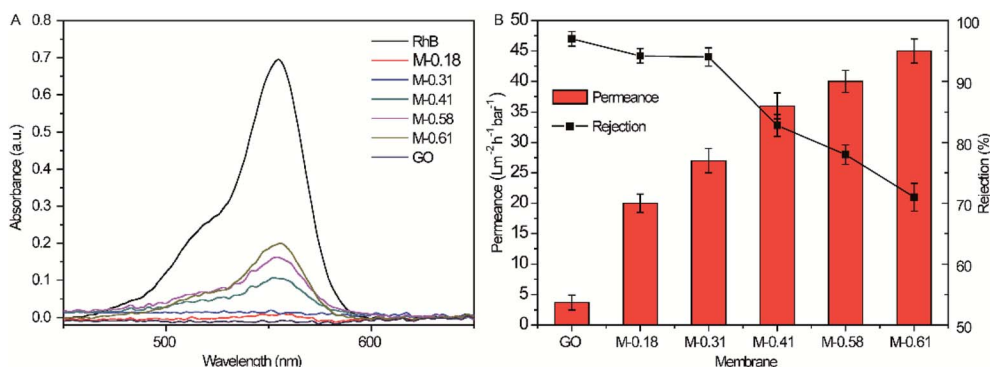 A
0.8
0.7
0.6
0.5
0.4
0.3
0.2
0.1
0.0
Absorbance (a.u.)
500
600
Wavelength (nm)
RhB
M-0.18
M-0.31
M-0.41
M-0.58
M-0.61
GO
B
50
45
40
35
30
25
20
15
10
5
0
Permeance (Lm⁻²h⁻¹bar⁻¹)
Permeance
Rejection
GO
M-0.18
M-0.31
M-0.41
M-0.58
M-0.61
Membrane
100
90
80
70
60
50
Rejection (%)